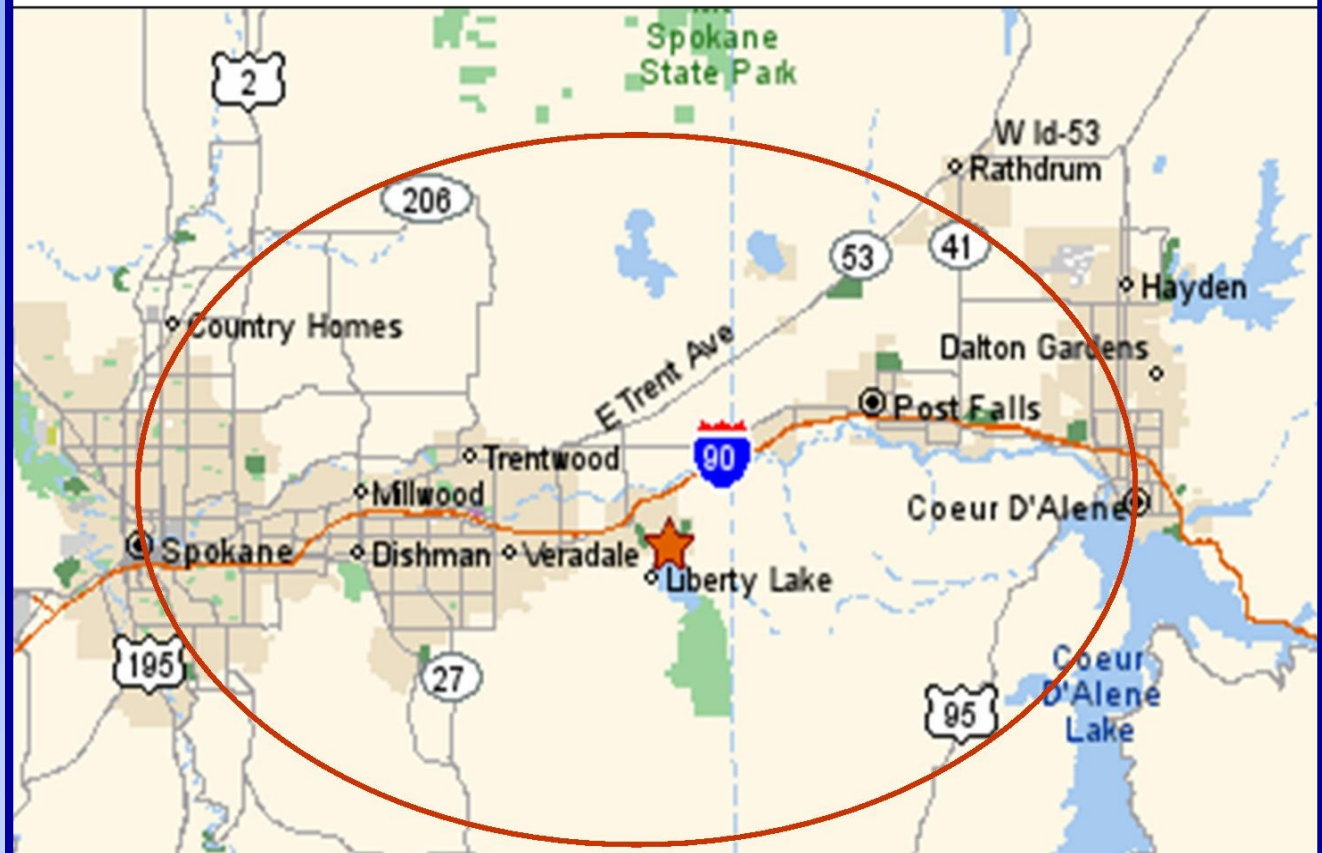 Spokane
State Park
2
W Id-53
Rathdrum
206
53
41
Hayden
Country Homes
E Trent Ave
Dalton Gardens
Post Falls
Trentwood
90
Millwood
Coeur D'Alene
Spokane
Dishman
Veradale
Liberty Lake
195
27
95
Coeur
D'Alene
Lake